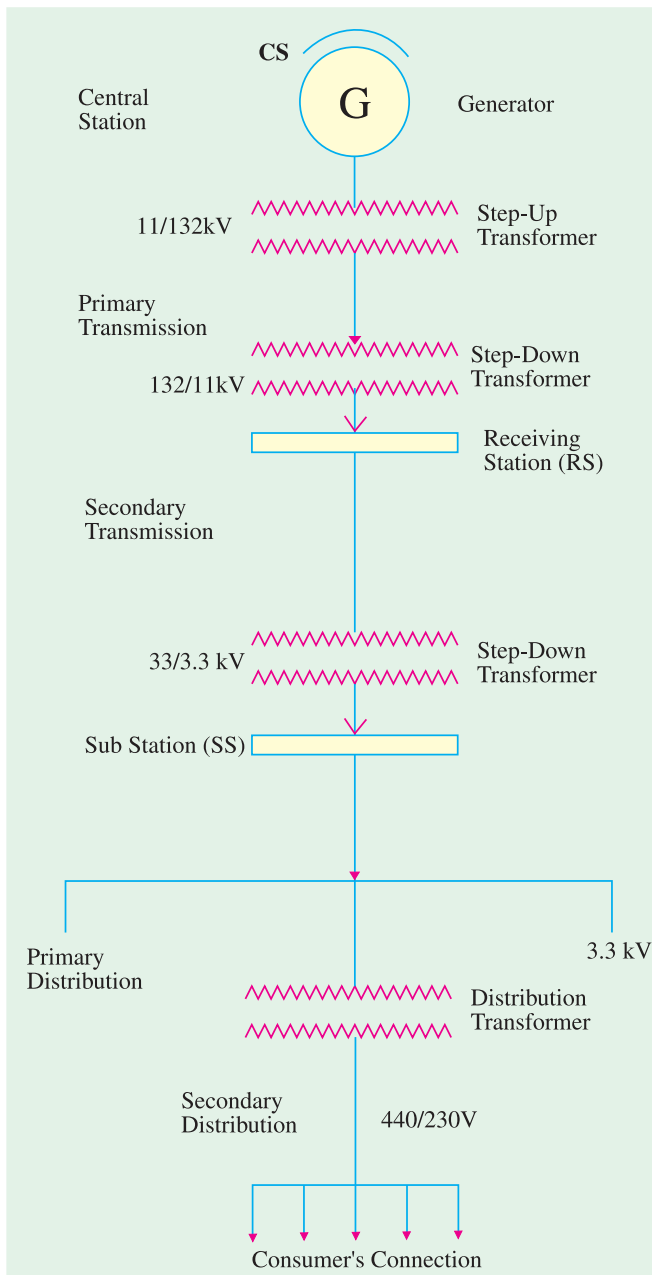 CS
G
Central
Station
Generator
11/132kV
Step-Up
Transformer
Primary
Transmission
Step-Down
Transformer
132/11kV
Receiving
Station (RS)
Secondary
Transmission
33/3.3 kV
Step-Down
Transformer
Sub Station (SS)
Primary
Distribution
3.3 kV
Distribution
Transformer
Secondary
Distribution
440/230V
Consumer's Connection